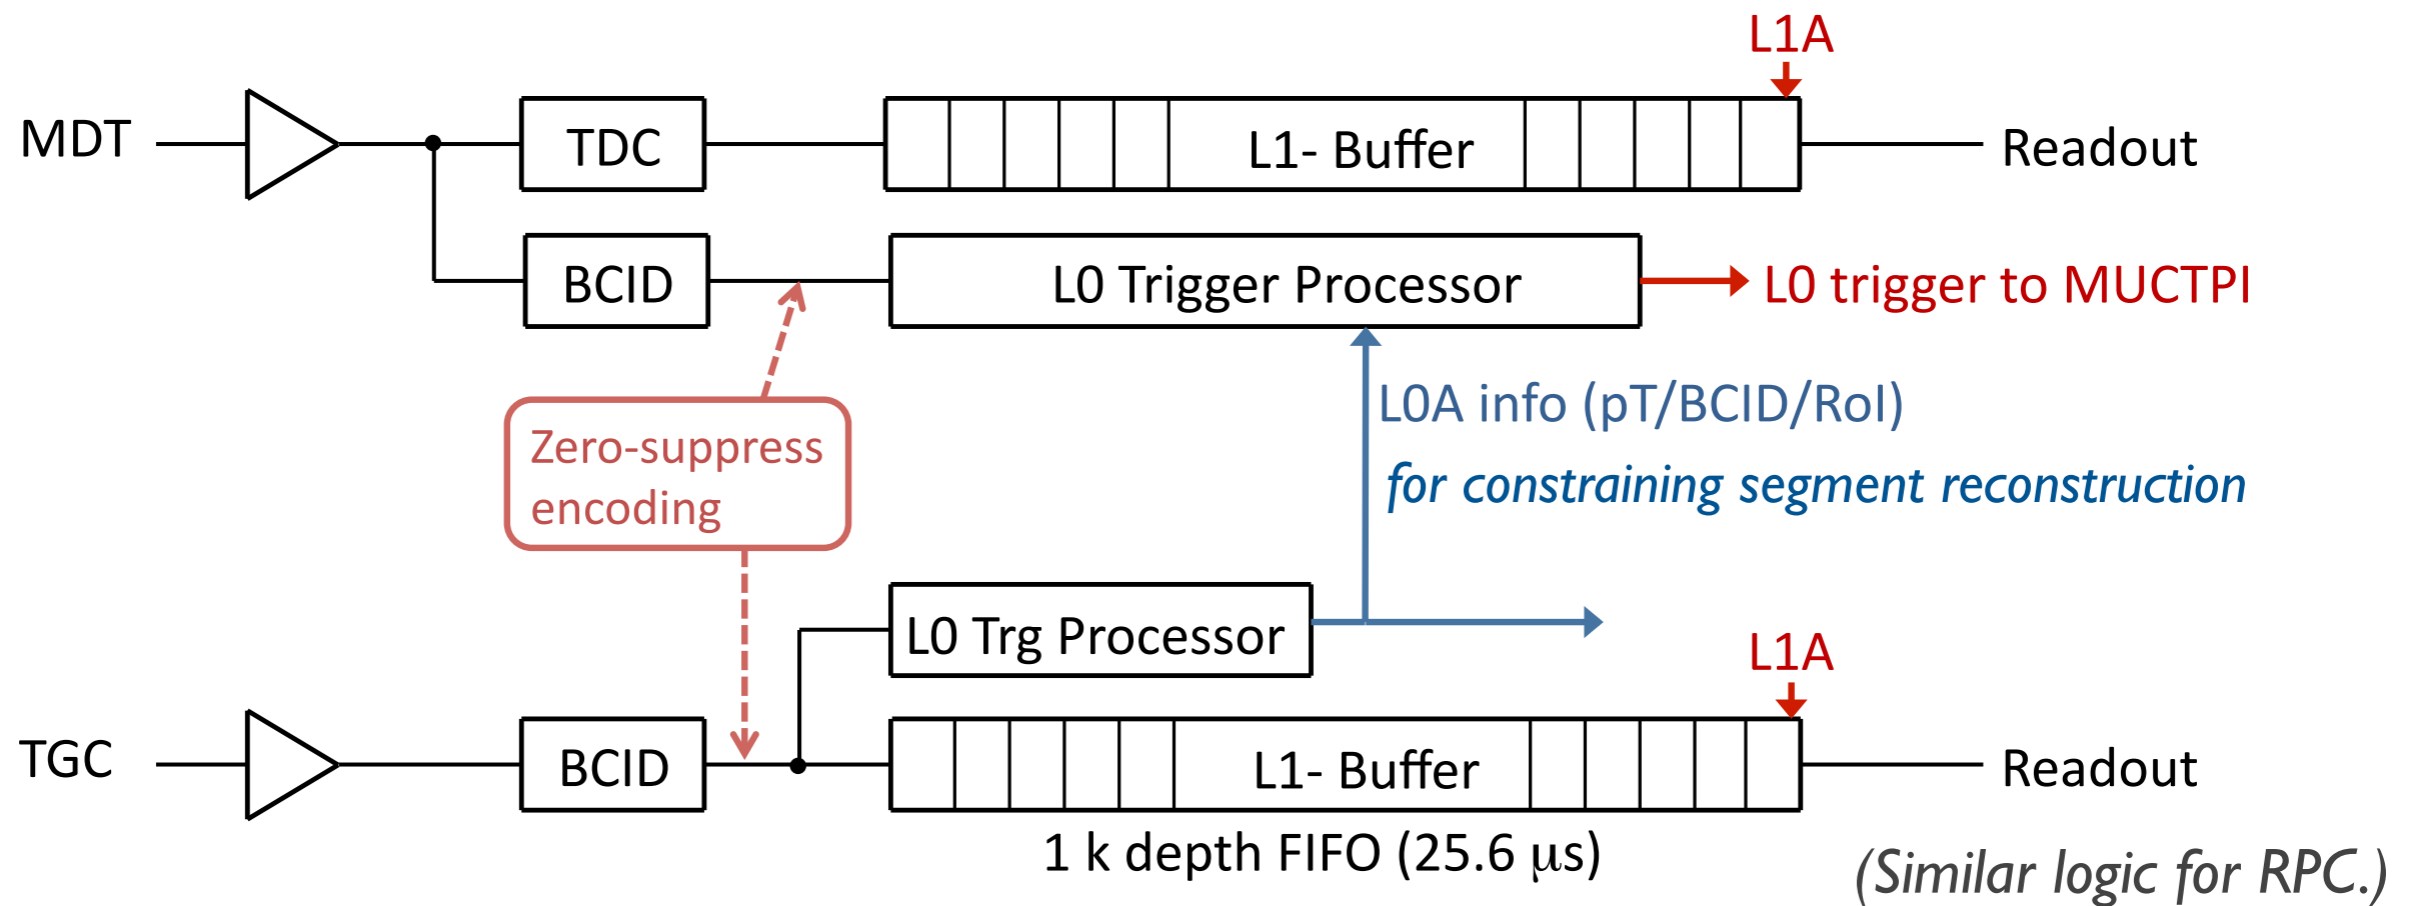 L1A
MDT
TDC
L1- Buffer
Readout
BCID
L0 Trigger Processor
L0 trigger to MUCTPI
L0A info (pT/BCID/RoI)
for constraining segment reconstruction
Zero-suppress
encoding
L0 Trg Processor
L1A
TGC
BCID
L1- Buffer
Readout
1 k depth FIFO (25.6 μs)
(Similar logic for RPC.)